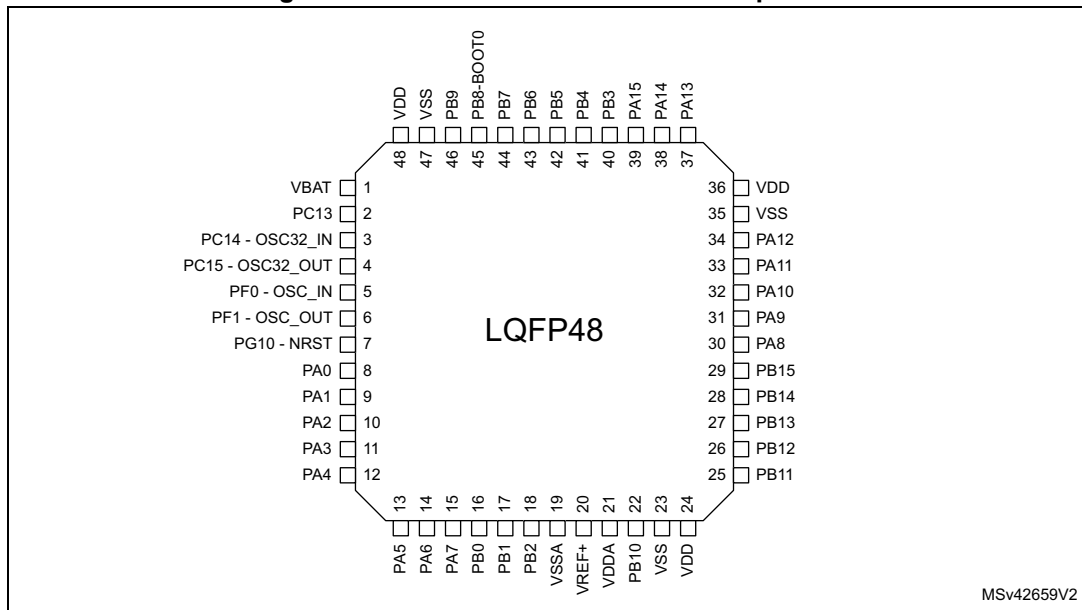 VDD
VSS
PB9
PB8-BOOT0
PB7
PB6
PB5
PB4
PB3
PA15
PA14
PA13
48
47
46
45
44
43
42
41
40
39
38
37
VBAT 1
PC13 2
PC14 - OSC32_IN 3
PC15 - OSC32_OUT 4
PF0 - OSC_IN 5
PF1 - OSC_OUT 6
PG10 - NRST 7
PA0 8
PA1 9
PA2 10
PA3 11
PA4 12
LQFP48
36 VDD
35 VSS
34 PA12
33 PA11
32 PA10
31 PA9
30 PA8
29 PB15
28 PB14
27 PB13
26 PB12
25 PB11
13
14
15
16
17
18
19
20
21
22
23
24
PA5
PA6
PA7
PB0
PB1
PB2
VSSA
VREF+
VDDA
PB10
VSS
VDD
MSv42659V2